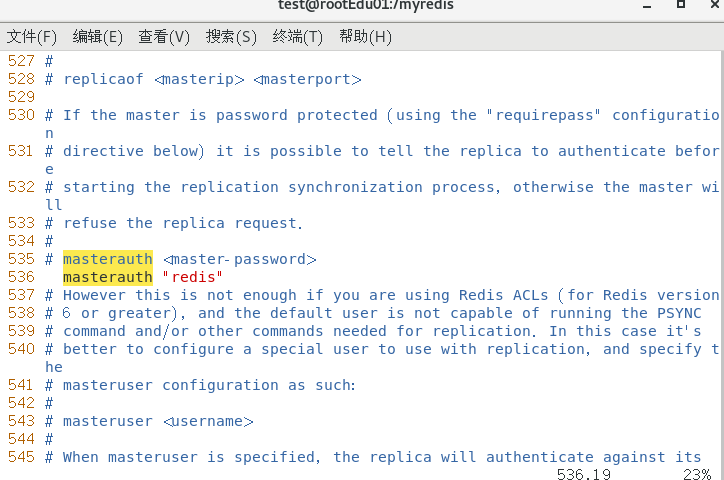 test@rootEdu01:/myredis
文件(F) 编辑(E) 查看(V) 搜索(S) 终端(T) 帮助(H)
527 #
528 # replicaof <masterip> <masterport>
529
530 # If the master is password protected (using the "requirepass" configuratio
n
531 # directive below) it is possible to tell the replica to authenticate befor
e
532 # starting the replication synchronization process, otherwise the master wi
ll
533 # refuse the replica request.
534 #
535 # masterauth <master-password>
536   masterauth "redis"
537 # However this is not enough if you are using Redis ACLs (for Redis version
538 # 6 or greater), and the default user is not capable of running the PSYNC
539 # command and/or other commands needed for replication. In this case it's
540 # better to configure a special user to use with replication, and specify t
he
541 # masteruser configuration as such:
542 #
543 # masteruser <username>
544 #
545 # When masteruser is specified, the replica will authenticate against its
536.19 23%